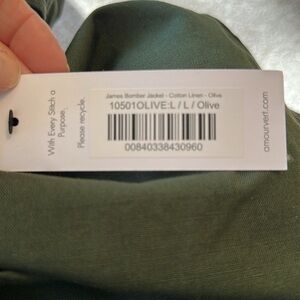 James Bomber Jacket - Cotton Linen - Olive
10501OLIVE:L / L / Olive
00840338430960
With Every Stitch a
Purpose.
Please recycle.
amourvert.com